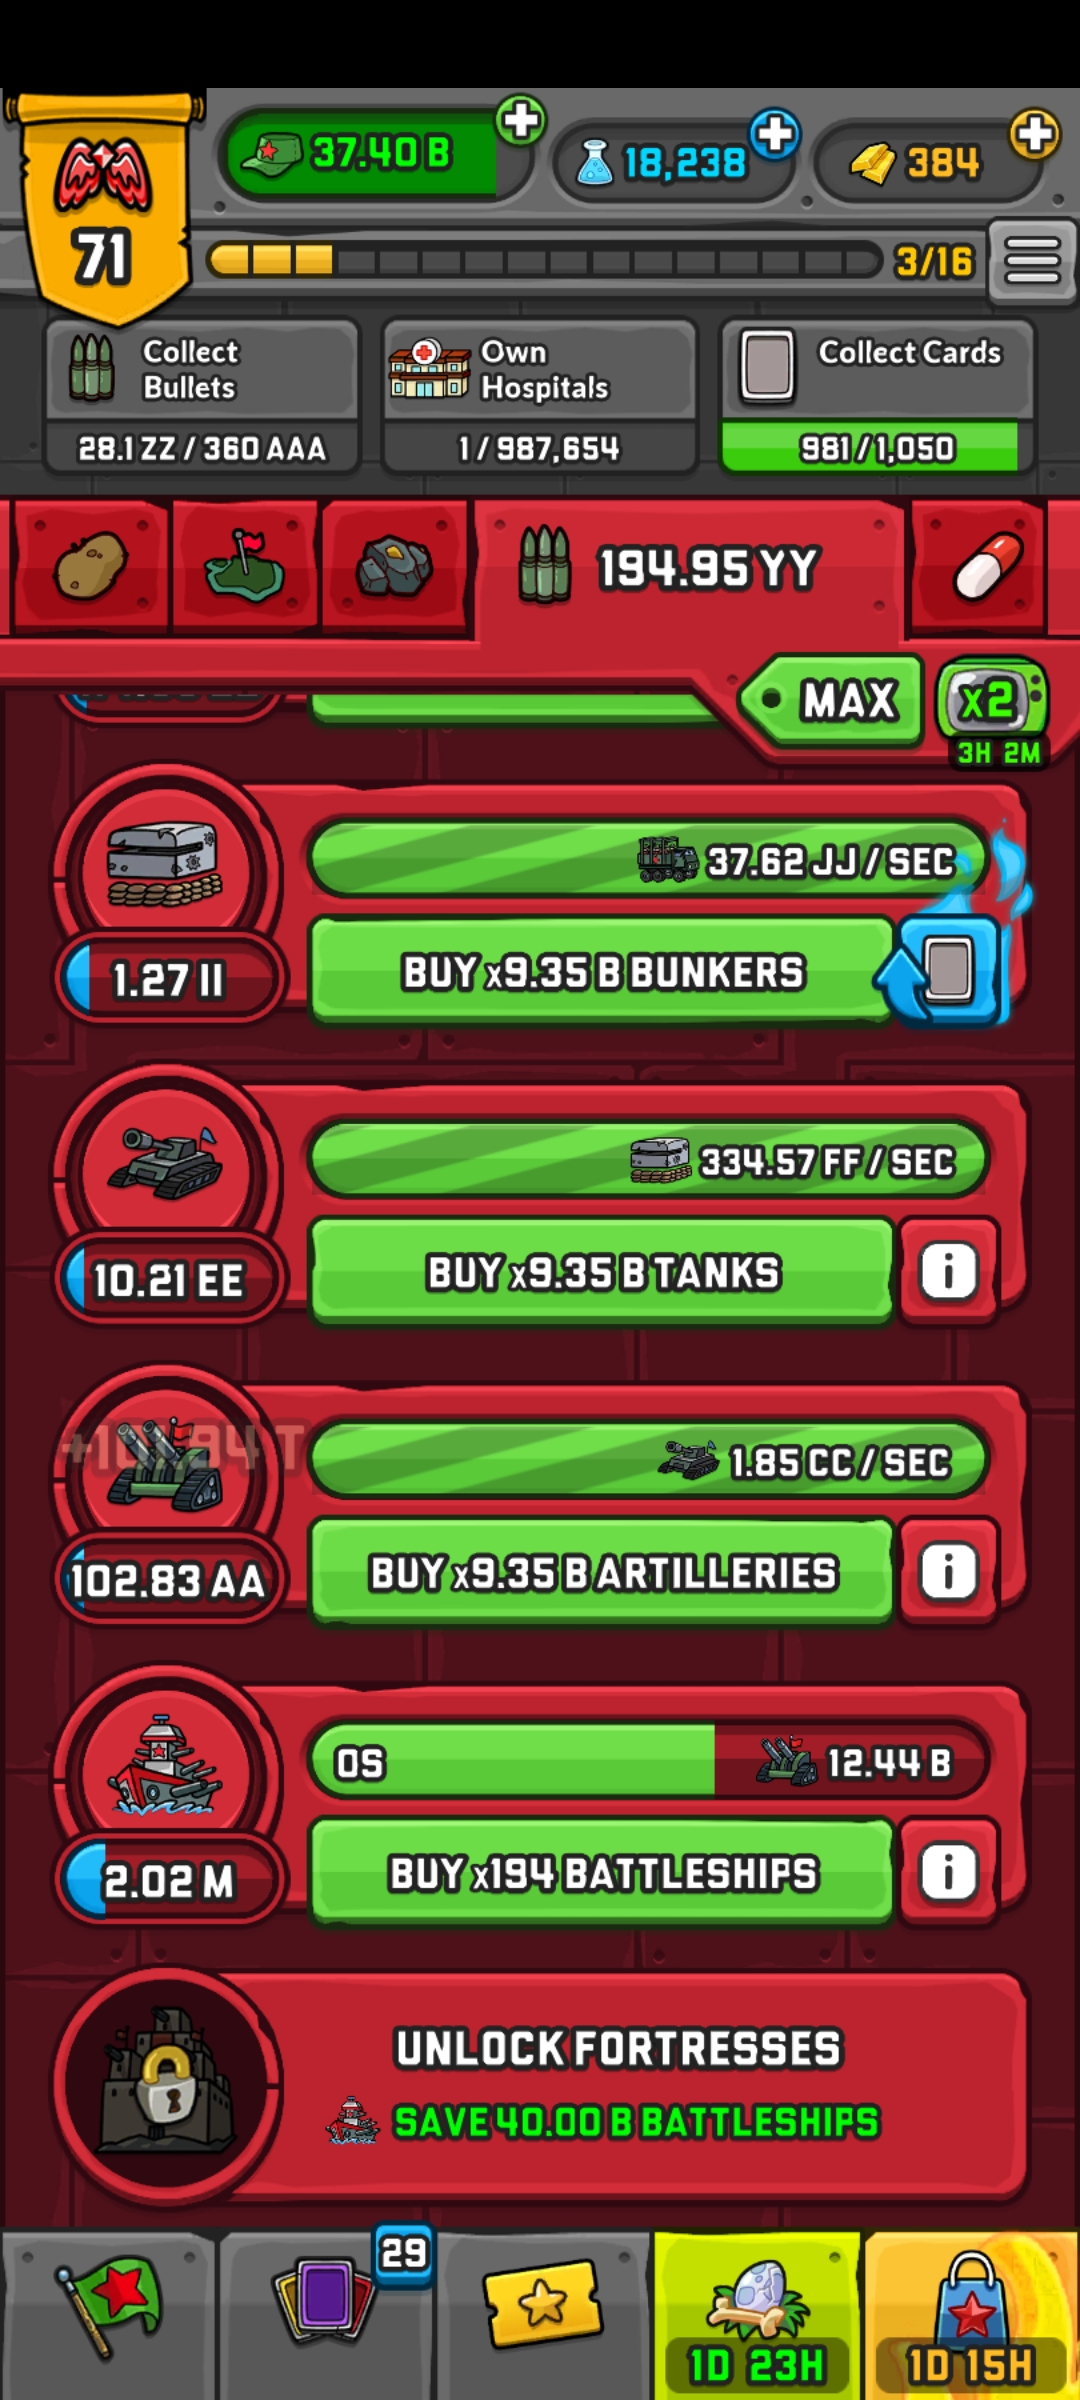 71
37.40 B
18,238
384
3/16
Collect
Bullets
28.1 ZZ / 360 AAA
Own
Hospitals
1 / 987,654
Collect Cards
981 / 1,050
194.95 YY
MAX
x2
3H 2M
37.62 JJ / SEC
1.27 II
BUY x9.35 B BUNKERS
334.57 FF / SEC
10.21 EE
BUY x9.35 B TANKS
i
1.85 CC / SEC
102.83 AA
BUY x9.35 B ARTILLERIES
i
0S
12.44 B
2.02 M
BUY x194 BATTLESHIPS
i
UNLOCK FORTRESSES
SAVE 40.00 B BATTLESHIPS
29
1D 23H
1D 15H